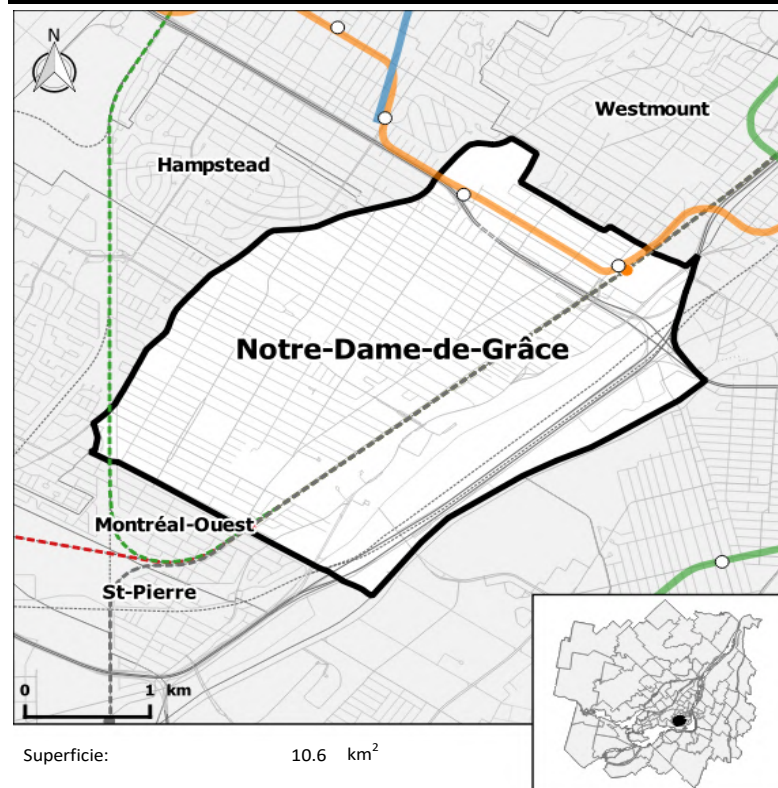 N
Westmount
Hampstead
Notre-Dame-de-Grâce
Montréal-Ouest
St-Pierre
0 1 km
Superficie: 10.6 km²